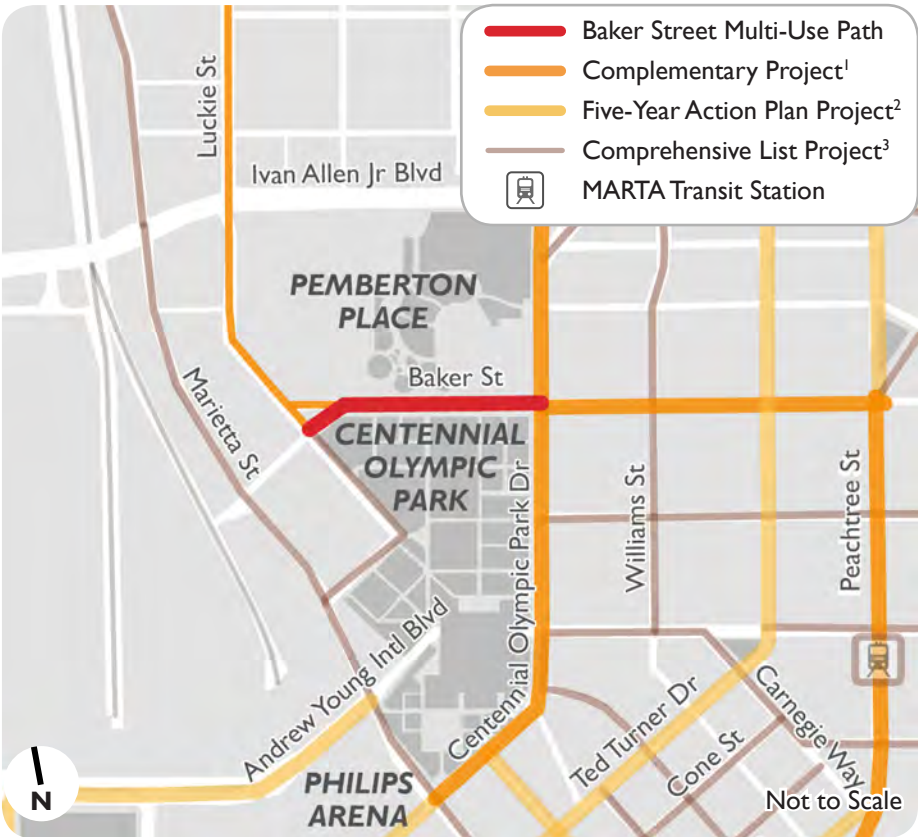 Baker Street Multi-Use Path
Complementary Project¹
Five-Year Action Plan Project²
Comprehensive List Project³
MARTA Transit Station
Luckie St
Ivan Allen Jr Blvd
PEMBERTON
PLACE
Baker St
Marietta St
CENTENNIAL
OLYMPIC
PARK
Centennial Olympic Park Dr
Williams St
Peachtree St
Andrew Young Intl Blvd
Ted Turner Dr
Cone St
Carnegie Way
PHILIPS
ARENA
N
Not to Scale